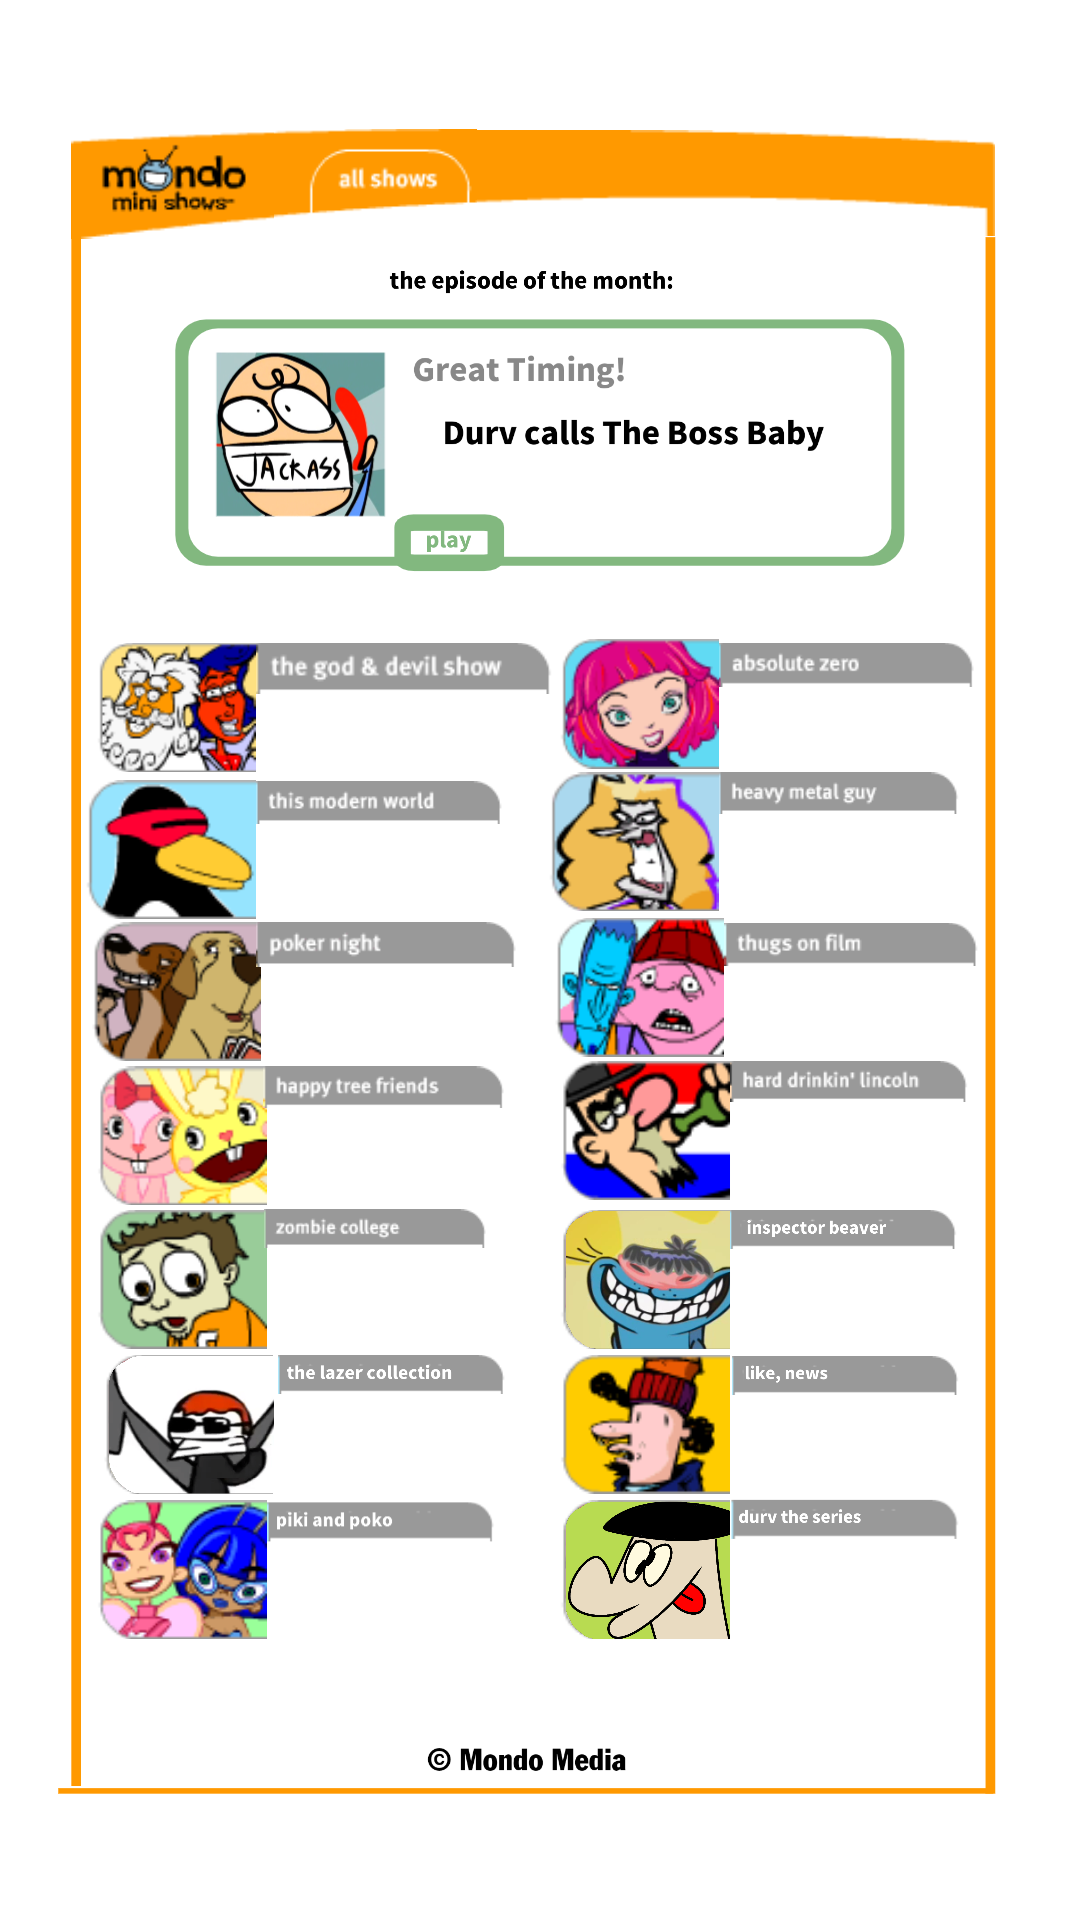 mondo
mini shows™
all shows
the episode of the month:
Great Timing!
Durv calls The Boss Baby
JACKASS
play
the god & devil show
absolute zero
this modern world
heavy metal guy
poker night
thugs on film
happy tree friends
hard drinkin' lincoln
zombie college
inspector beaver
the lazer collection
like, news
piki and poko
durv the series
© Mondo Media